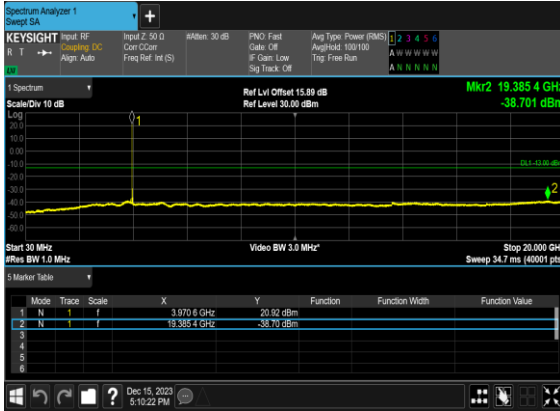 Spectrum Analyzer 1
Swept SA
+
KEYSIGHT Input: RF Input Z: 50 Ω #Atten: 30 dB PNO: Fast Avg Type: Power (RMS) 1 2 3 4 5 6
R T Coupling: DC Corr CCorr Gate: Off Avg|Hold: 100/100 A W W W W W
Align: Auto Freq Ref: Int (S) IF Gain: Low Trig: Free Run A N N N N N
Sig Track: Off
1 Spectrum Ref Lvl Offset 15.89 dB Mkr2 19.385 4 GHz
Scale/Div 10 dB Ref Level 30.00 dBm -38.701 dBm
Log
20.0
10.0
0.00
-10.0
-20.0
-30.0
-40.0
-50.0
-60.0
1
DL1 -13.00 dBm
2
Start 30 MHz Video BW 3.0 MHz* Stop 20.000 GHz
#Res BW 1.0 MHz Sweep 34.7 ms (40001 pts)
5 Marker Table
Mode Trace Scale X Y Function Function Width Function Value
1 N 1 f 3.970 6 GHz 20.92 dBm
2 N 1 f 19.385 4 GHz -38.70 dBm
3
4
5
6
? Dec 15, 2023
5:10:22 PM